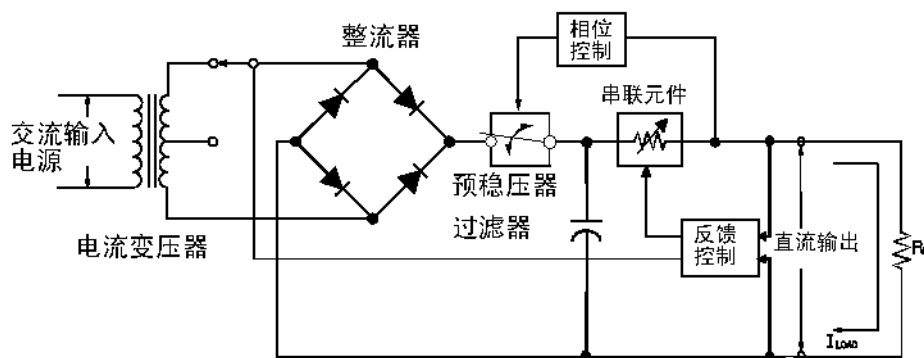 整流器
相位
控制
串联元件
交流输入
电源
预稳压器
过滤器
电流变压器
反馈
控制
直流输出
I_LOAD